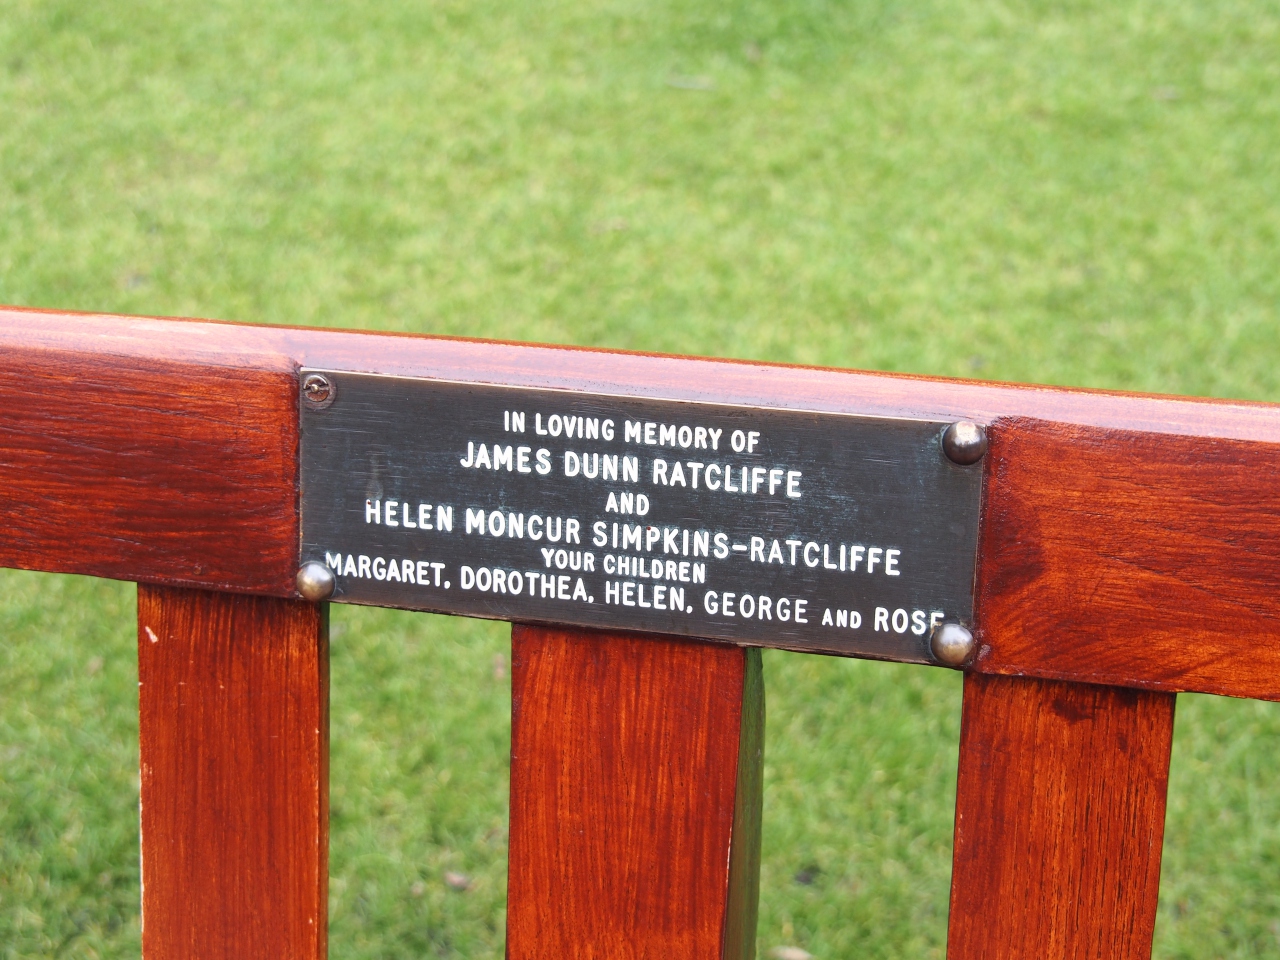 IN LOVING MEMORY OF
JAMES DUNN RATCLIFFE
AND
HELEN MONCUR SIMPKINS-RATCLIFFE
YOUR CHILDREN
MARGARET, DOROTHEA, HELEN, GEORGE AND ROSE